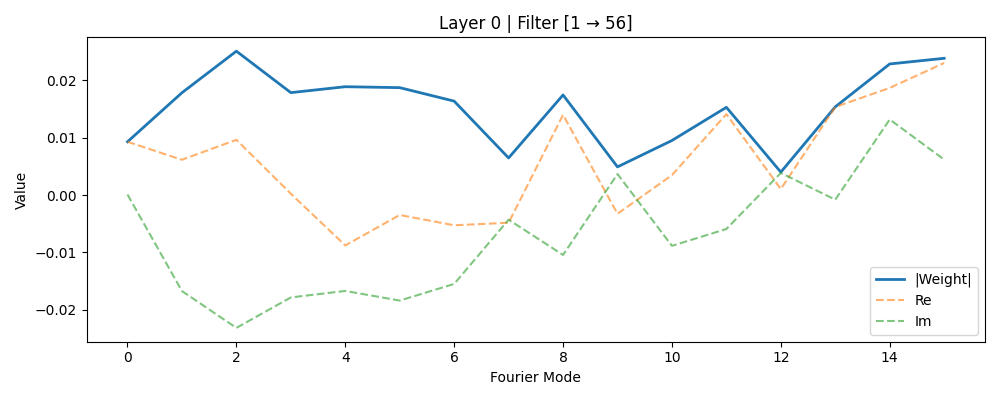 Layer 0 | Filter [1 → 56]
0.02
0.01
0.00
−0.01
−0.02
Value
0 2 4 6 8 10 12 14
Fourier Mode
|Weight|
Re
Im